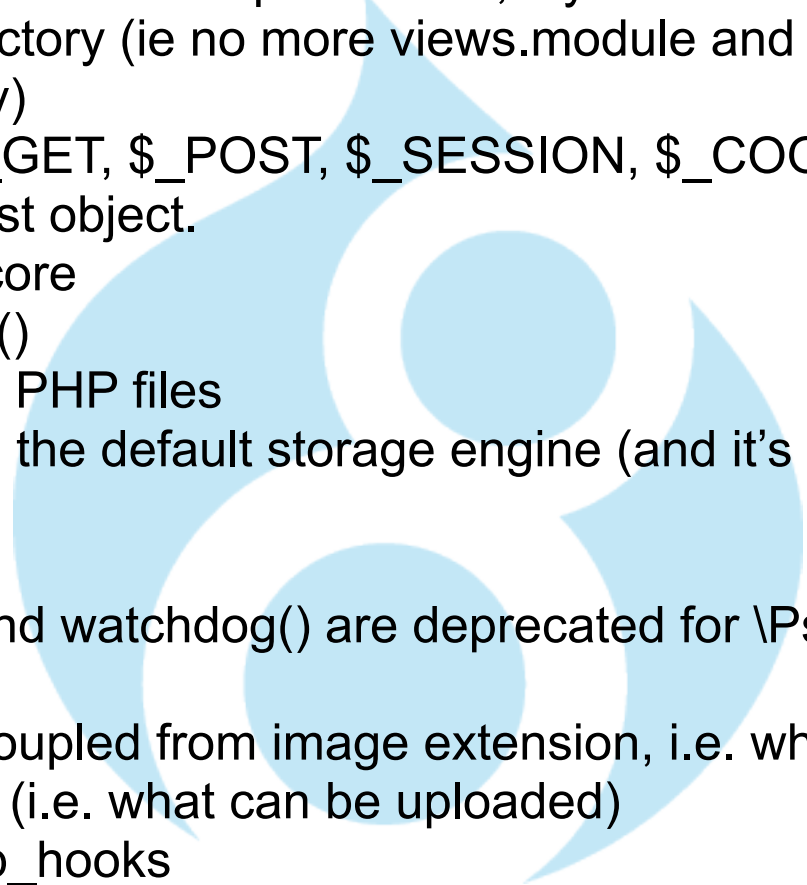 ctory (ie no more views.module and
)
GET, $_POST, $_SESSION, $_COO
st object.
core
()
PHP files
the default storage engine (and it's
nd watchdog() are deprecated for \Ps
oupled from image extension, i.e. wh
(i.e. what can be uploaded)
_hooks